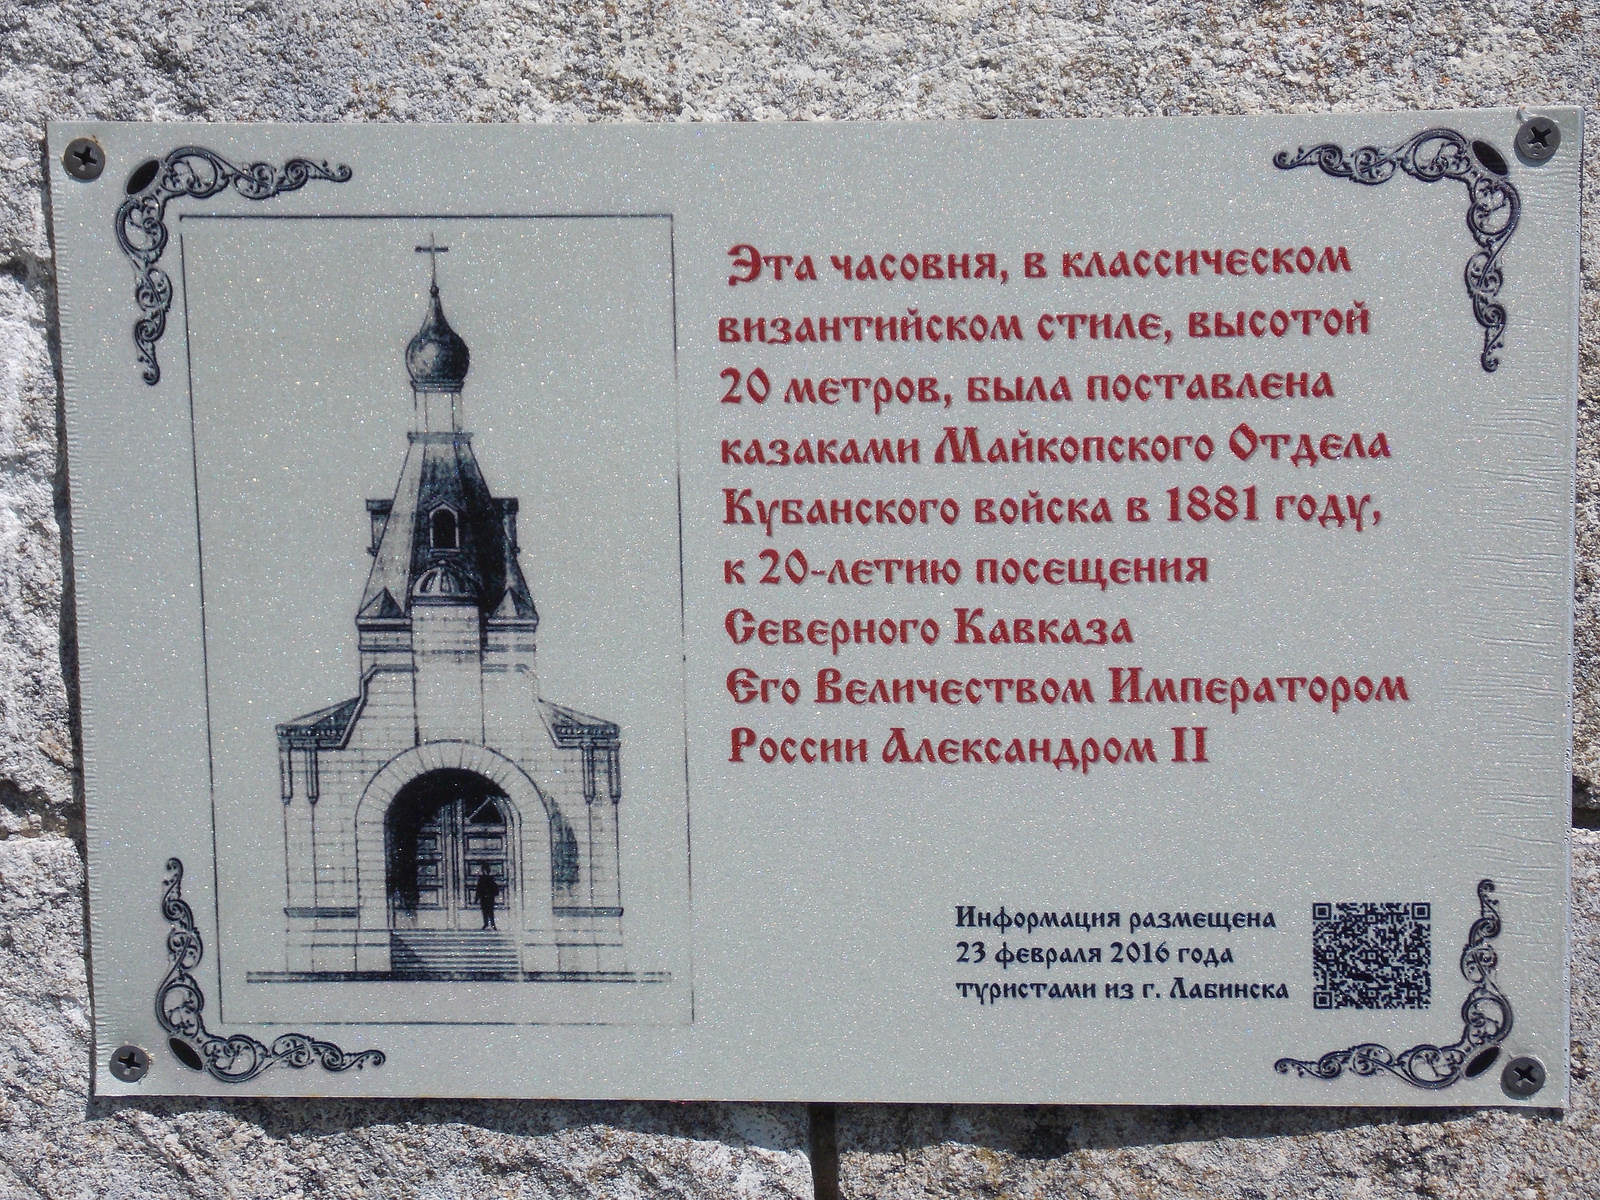 Эта часовня, в классическом
византийском стиле, высотой
20 метров, была поставлена
казаками Майкопского Отдела
Кубанского войска в 1881 году,
к 20-летию посещения
Северного Кавказа
Его Величеством Императором
России Александром II
Информация размещена
23 февраля 2016 года
туристами из г. Лабинска